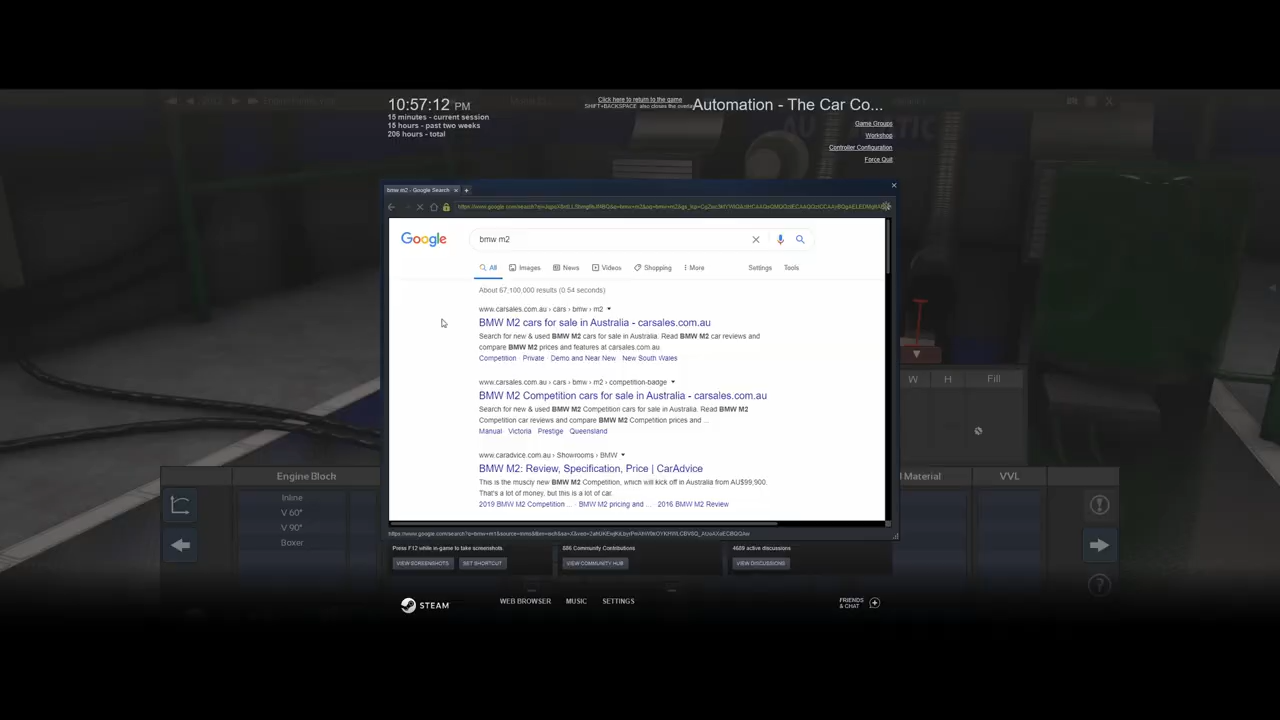 10:57:12 PM
15 minutes - current session
15 hours - past two weeks
206 hours - total
Click here to return to the game
SHIFT+BACKSPACE also closes the overlay
Automation - The Car Co...
Game Groups
Workshop
Controller Configuration
Force Quit
bmw m2 - Google Search
Google
bmw m2
All
Images
News
Videos
Shopping
More
Settings
Tools
About 67,100,000 results (0.54 seconds)
www.carsales.com.au › cars › bmw › m2
BMW M2 cars for sale in Australia - carsales.com.au
Search for new & used BMW M2 cars for sale in Australia. Read BMW M2 car reviews and
compare BMW M2 prices and features at carsales.com.au.
Competition · Private · Demo and Near New · New South Wales
www.carsales.com.au › cars › bmw › m2 › competition-badge
BMW M2 Competition cars for sale in Australia - carsales.com.au
Search for new & used BMW M2 Competition cars for sale in Australia. Read BMW M2
Competition car reviews and compare BMW M2 Competition prices and ...
Manual · Victoria · Prestige · Queensland
www.caradvice.com.au › Showrooms › BMW
BMW M2: Review, Specification, Price | CarAdvice
This is the muscly new BMW M2 Competition, which will kick off in Australia from AU$99,900.
That's a lot of money, but this is a lot of car.
2019 BMW M2 Competition ... · BMW M2 pricing and ... · 2016 BMW M2 Review
W
H
Fill
Engine Block
Inline
V 60°
V 90°
Boxer
Material
VVL
Press F12 while in-game to take screenshots.
VIEW SCREENSHOTS
SET SHORTCUT
886 Community Contributions
VIEW COMMUNITY HUB
4689 active discussions
VIEW DISCUSSIONS
STEAM
WEB BROWSER
MUSIC
SETTINGS
FRIENDS
& CHAT